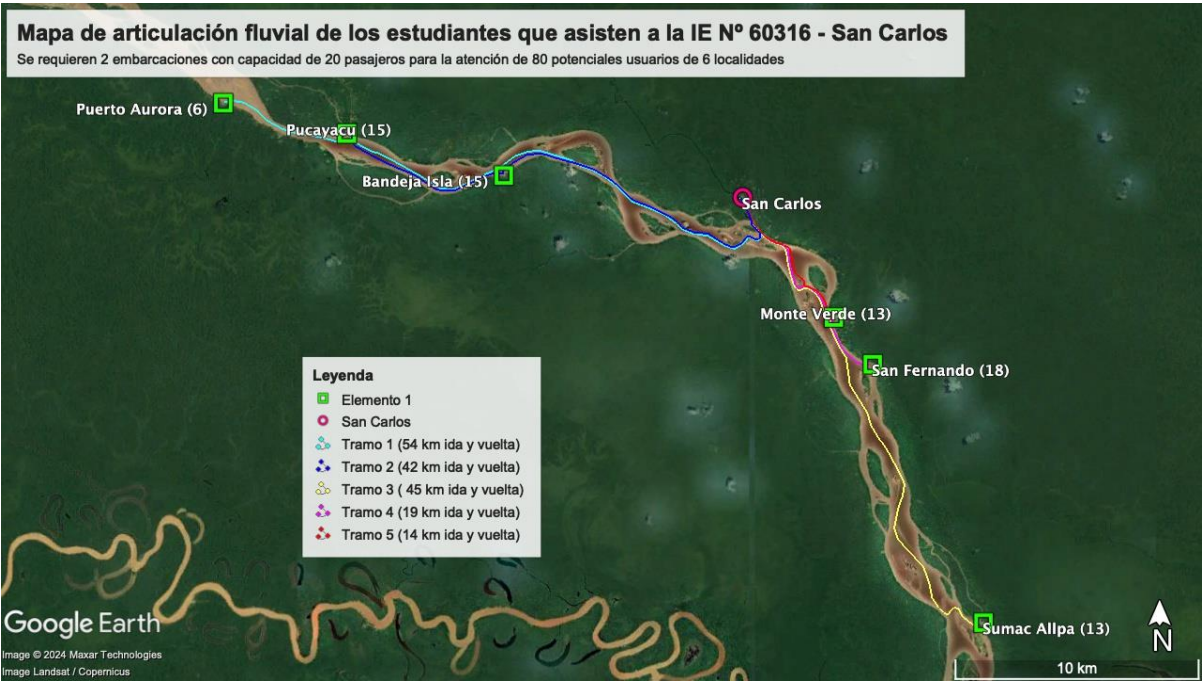 Mapa de articulación fluvial de los estudiantes que asisten a la IE Nº 60316 - San Carlos
Se requieren 2 embarcaciones con capacidad de 20 pasajeros para la atención de 80 potenciales usuarios de 6 localidades
Puerto Aurora (6)
Pucayacu (15)
Bandeja Isla (15)
San Carlos
Monte Verde (13)
San Fernando (18)
Leyenda
Elemento 1
San Carlos
Tramo 1 (54 km ida y vuelta)
Tramo 2 (42 km ida y vuelta)
Tramo 3 ( 45 km ida y vuelta)
Tramo 4 (19 km ida y vuelta)
Tramo 5 (14 km ida y vuelta)
Sumac Allpa (13)
Google Earth
Image © 2024 Maxar Technologies
Image Landsat / Copernicus
N
10 km